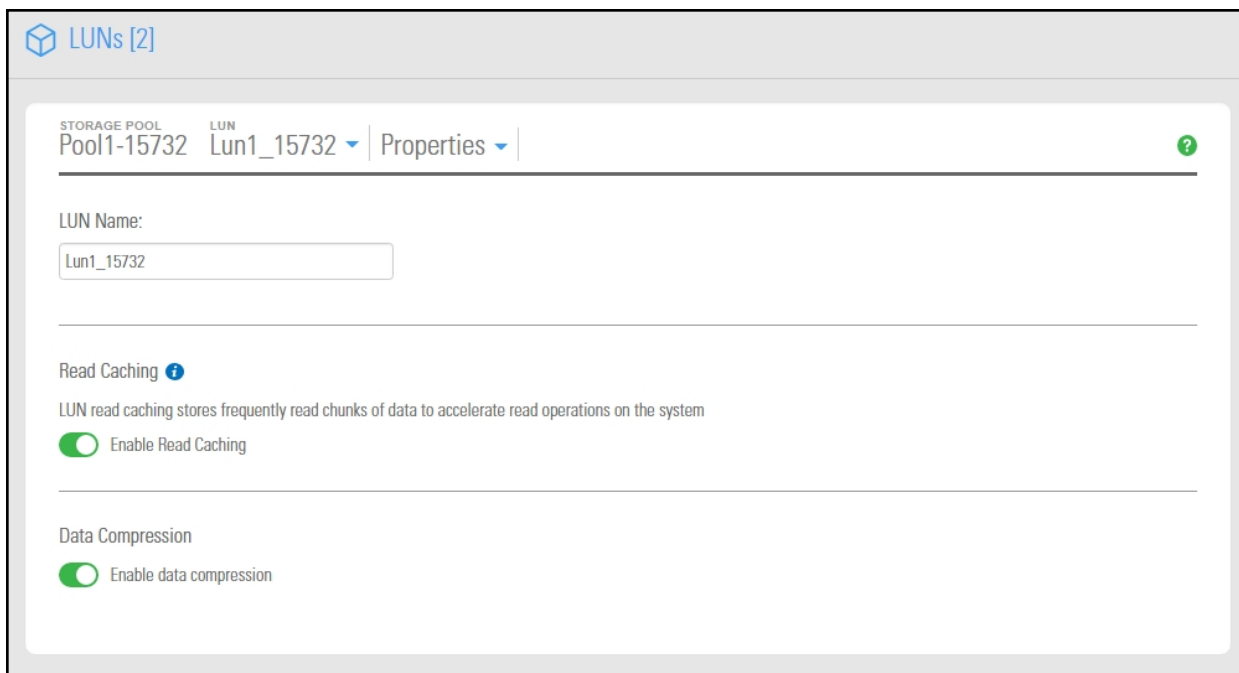 LUNs [2]
STORAGE POOL LUN
Pool1-15732 Lun1_15732 Properties
?
LUN Name:
Lun1_15732
Read Caching i
LUN read caching stores frequently read chunks of data to accelerate read operations on the system
Enable Read Caching
Data Compression
Enable data compression